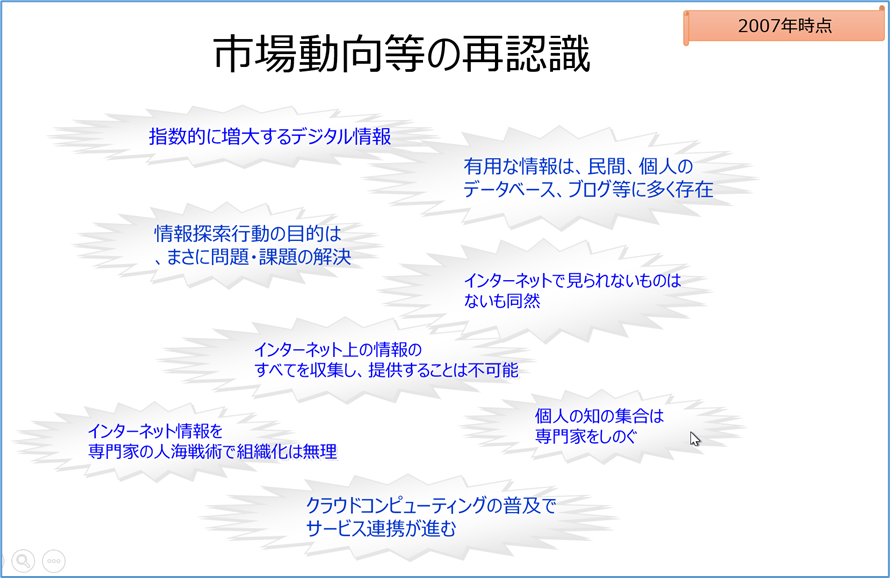 2007年時点
市場動向等の再認識
指数的に増大するデジタル情報
有用な情報は、民間、個人の
データベース、ブログ等に多く存在
情報探索行動の目的は
、まさに問題・課題の解決
インターネットで見られないものは
ないも同然
インターネット上の情報の
すべてを収集し、提供することは不可能
個人の知の集合は
専門家をしのぐ
インターネット情報を
専門家の人海戦術で組織化は無理
クラウドコンピューティングの普及で
サービス連携が進む